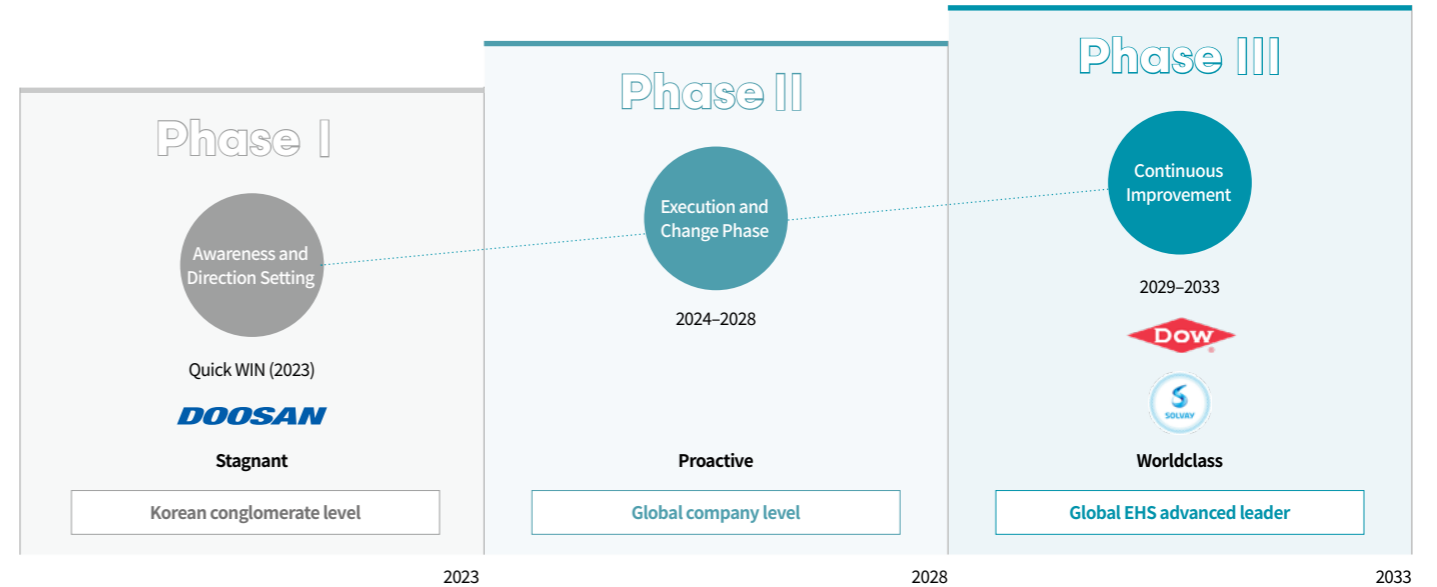 Phase I
Awareness and
Direction Setting
Quick WIN (2023)
DOOSAN
Stagnant
Korean conglomerate level
2023
Phase II
Execution and
Change Phase
2024–2028
Proactive
Global company level
2028
Phase III
Continuous
Improvement
2029–2033
DOW
®
S
SOLVAY
Worldclass
Global EHS advanced leader
2033